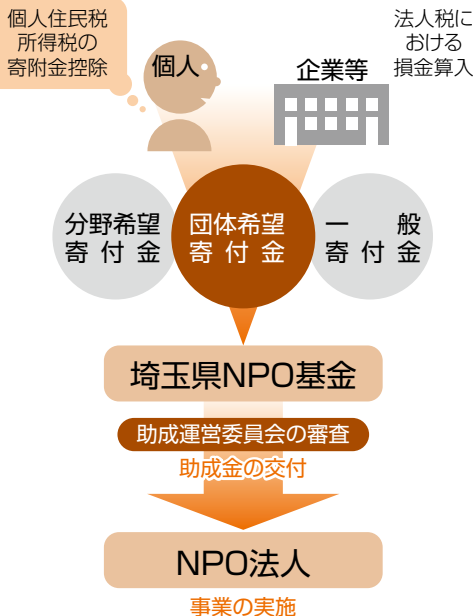 個人住民税
所得税の
寄附金控除
個人
企業等
法人税に
おける
損金算入
分野希望
寄付金
団体希望
寄付金
一般
寄付金
埼玉県NPO基金
助成運営委員会の審査
助成金の交付
NPO法人
事業の実施